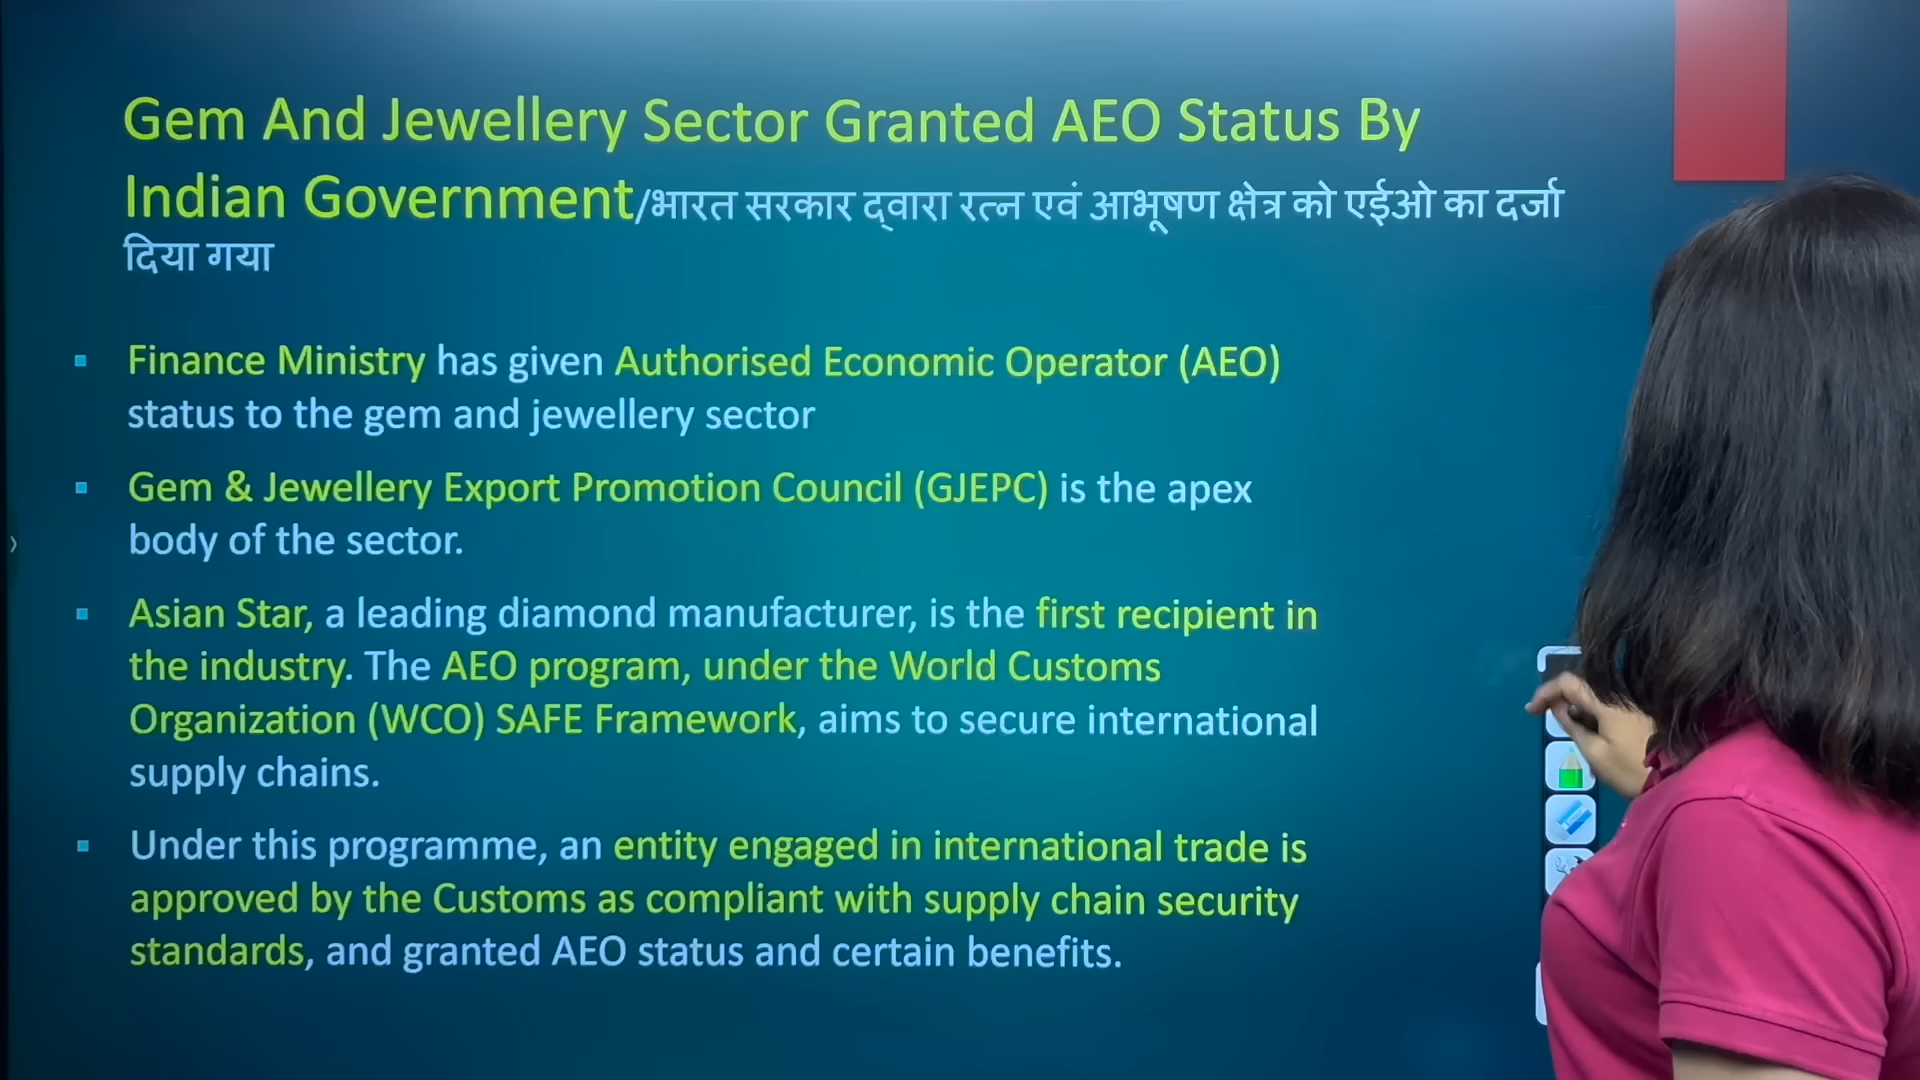 Gem And Jewellery Sector Granted AEO Status By
Indian Government/भारत सरकार द्वारा रत्न एवं आभूषण क्षेत्र को एईओ का दर्जा
दिया गया
▪ Finance Ministry has given Authorised Economic Operator (AEO)
status to the gem and jewellery sector
▪ Gem & Jewellery Export Promotion Council (GJEPC) is the apex
body of the sector.
▪ Asian Star, a leading diamond manufacturer, is the first recipient in
the industry. The AEO program, under the World Customs
Organization (WCO) SAFE Framework, aims to secure international
supply chains.
▪ Under this programme, an entity engaged in international trade is
approved by the Customs as compliant with supply chain security
standards, and granted AEO status and certain benefits.